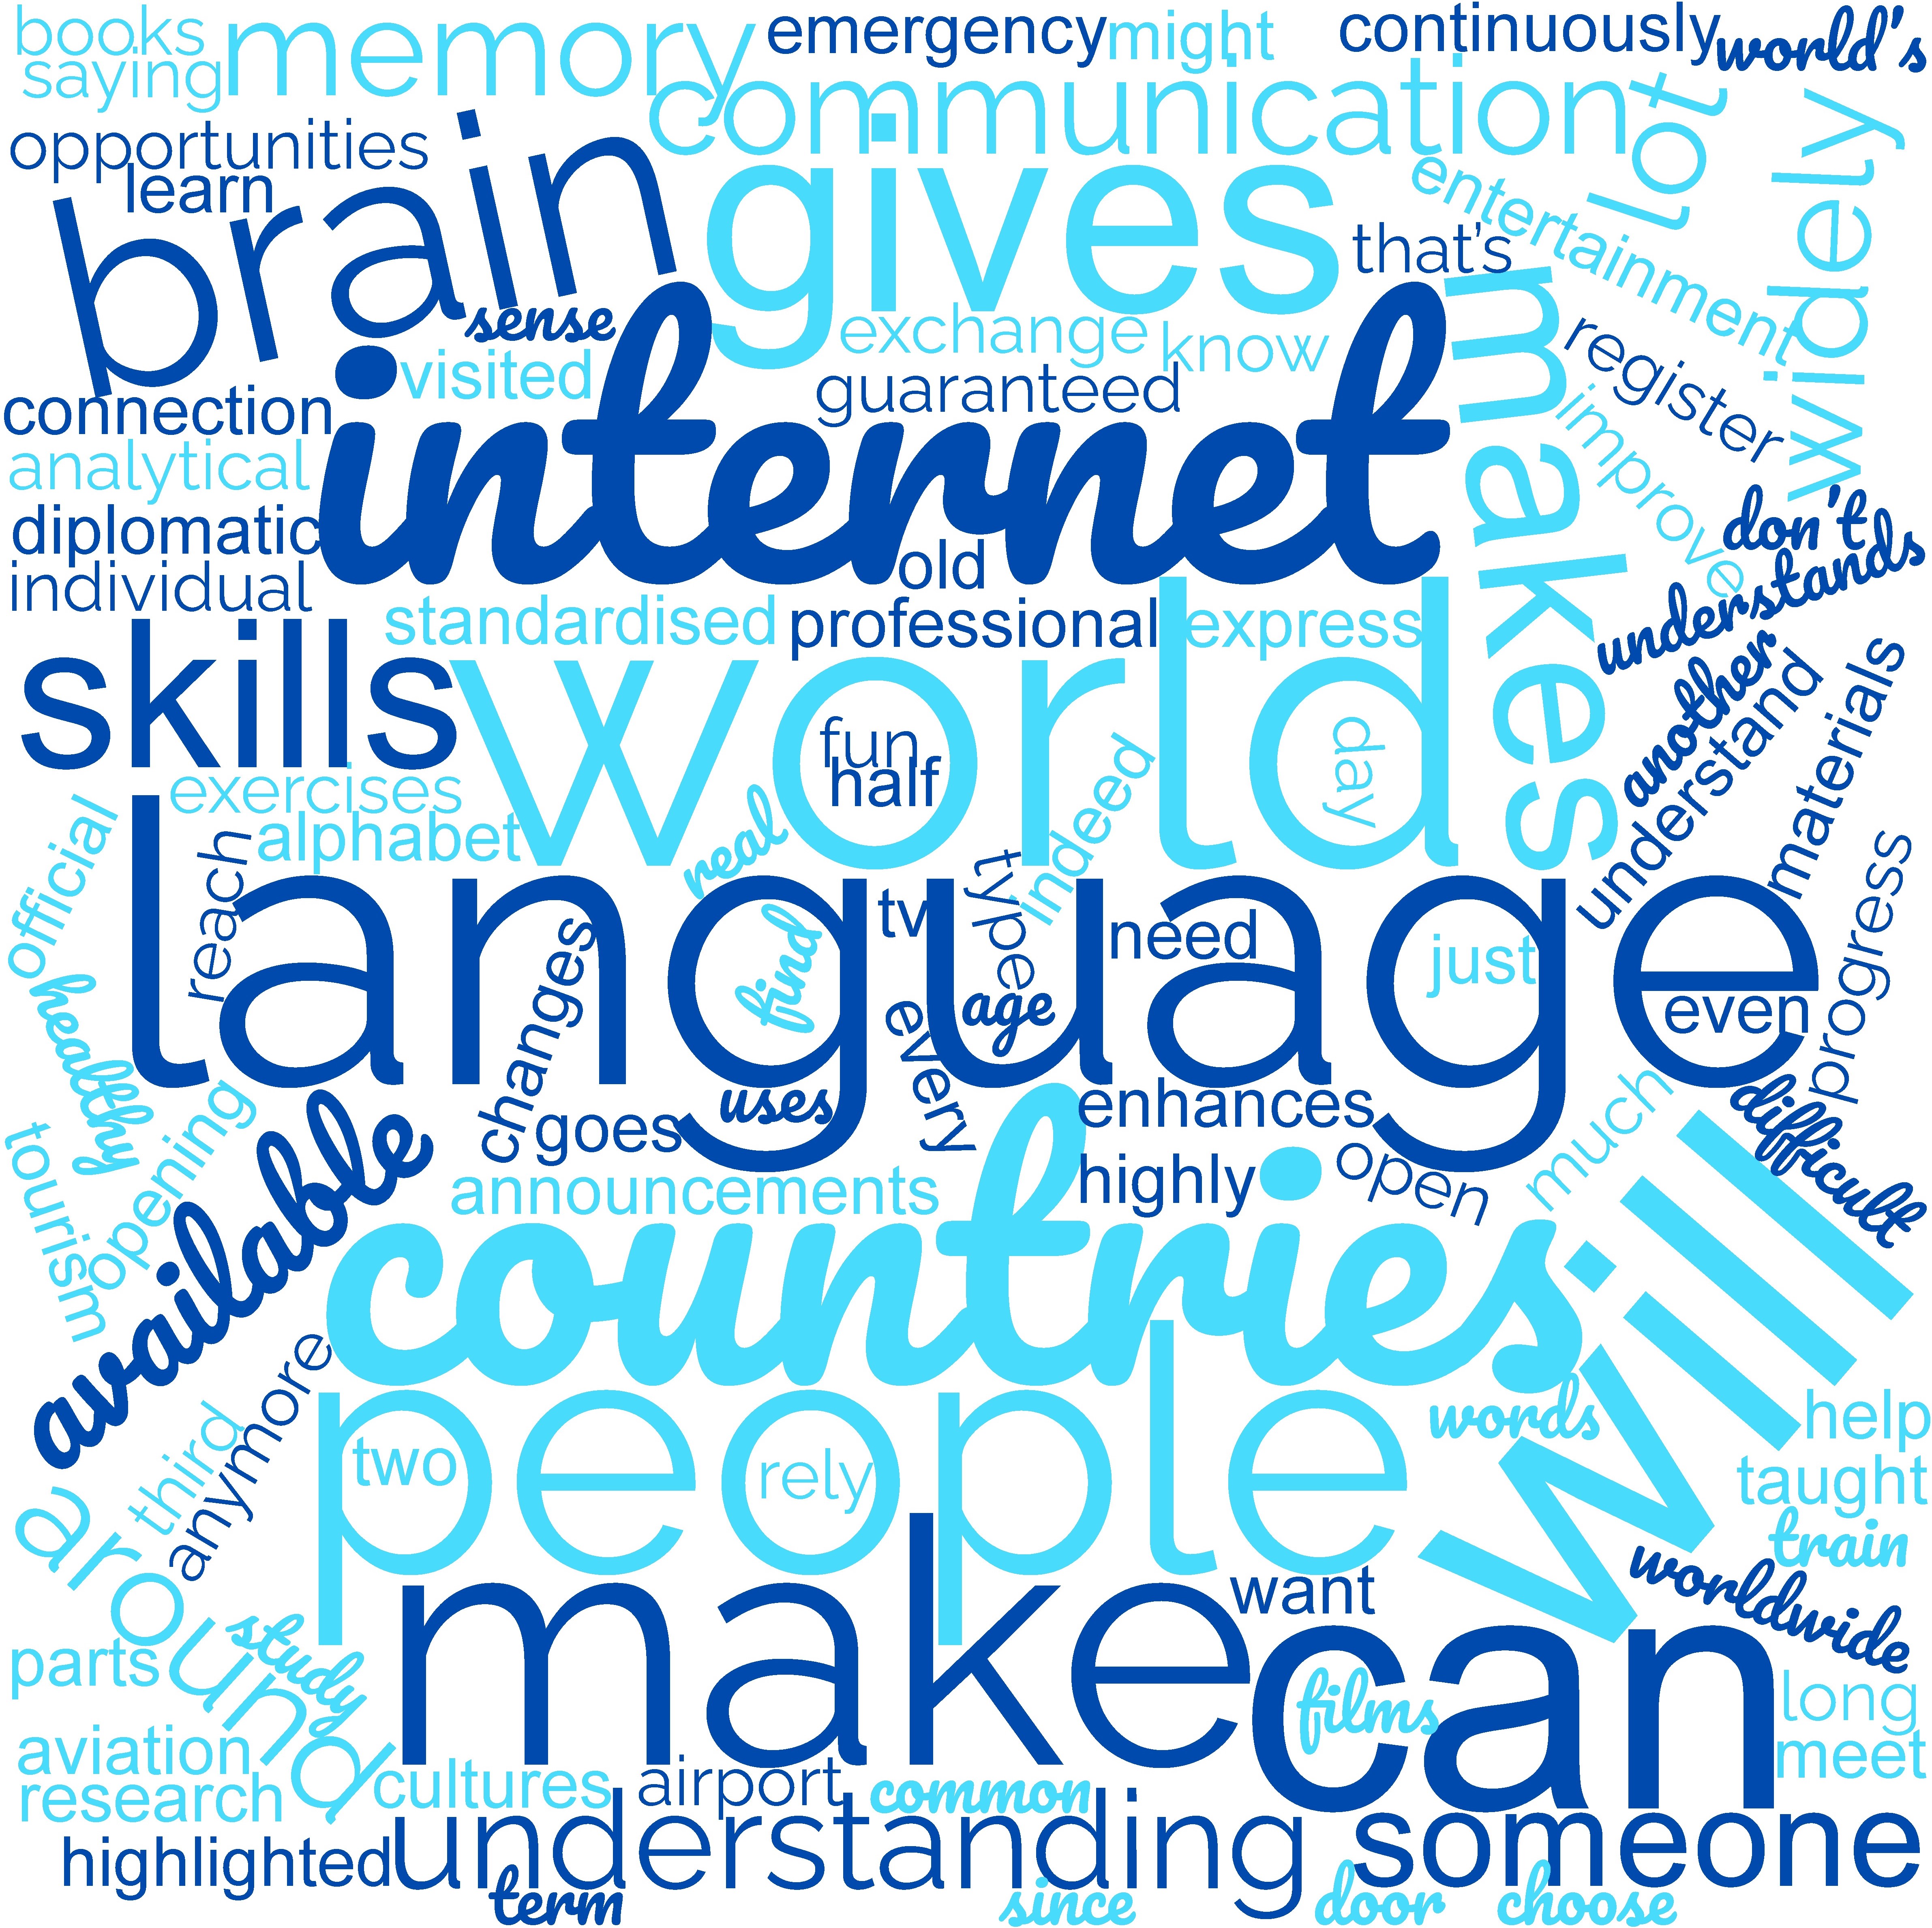 books
memory
emergency
might
continuously
world's
saying
communication
lot
widely
opportunities
learn
brain
gives
entertainment
that's
sense
exchange
know
makes
register
visited
internet
guaranteed
improve
connection
analytical
diplomatic
individual
old
don't
understands
standardised
professional
express
skills
world
another
understand
materials
fun
half
day
exercises
alphabet
real
indeed
official
reach
language
tv
type
need
just
even
progress
find
age
changes
every
healthy
uses
goes
enhances
much
difficult
opening
available
announcements
highly
open
will
misprint
countries
anymore
third
people
two
rely
words
help
taught
train
around
make
want
can
worldwide
parts
study
films
long
meet
aviation
research
cultures
airport
common
highlighted
understanding
someone
term
since
door
choose